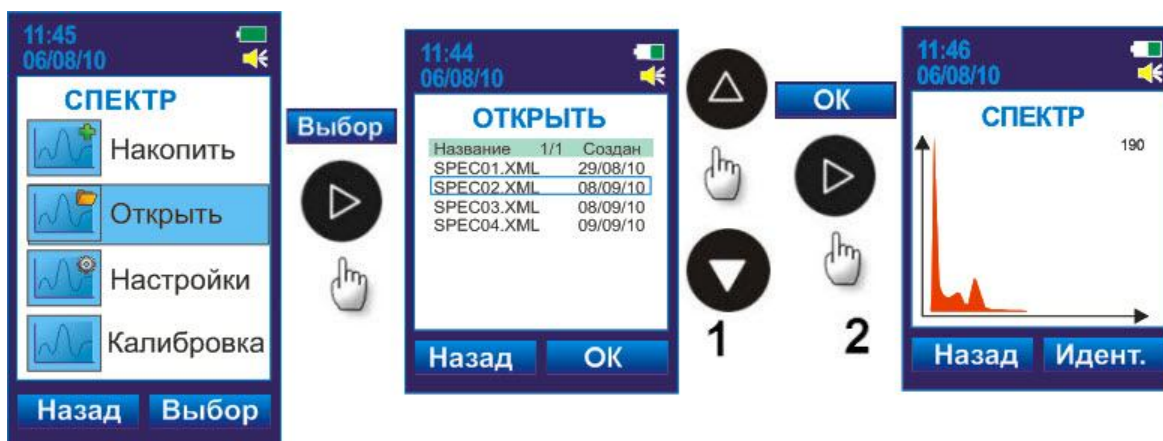 11:45
06/08/10
СПЕКТР
Накопить
Открыть
Настройки
Калибровка
Назад Выбор
Выбор
11:44
06/08/10
ОТКРЫТЬ
Название 1/1 Создан
SPEC01.XML 29/08/10
SPEC02.XML 08/09/10
SPEC03.XML 08/09/10
SPEC04.XML 09/09/10
Назад ОК
1
ОК
2
11:46
06/08/10
СПЕКТР
190
Назад Идент.